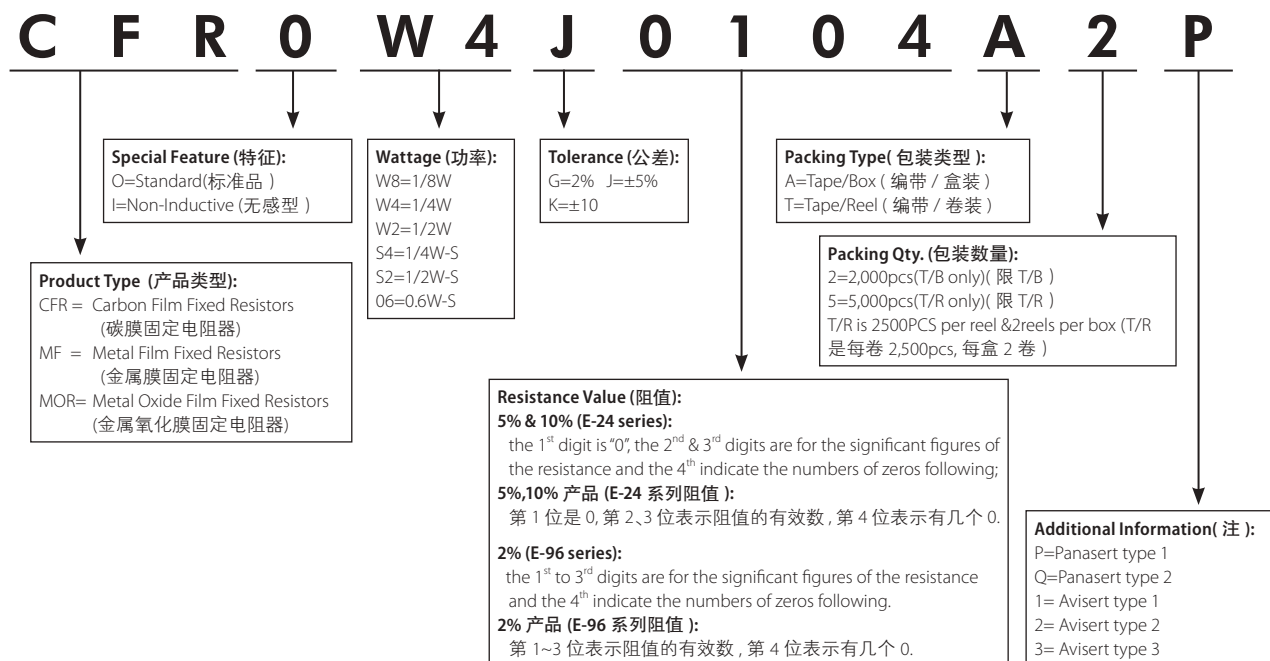 C F R 0 W 4 J 0 1 0 4 A 2 P
Special Feature (特征):
O=Standard(标准品 )
I=Non-Inductive (无感型 )
Wattage (功率):
W8=1/8W
W4=1/4W
W2=1/2W
S4=1/4W-S
S2=1/2W-S
06=0.6W-S
Tolerance (公差):
G=2% J=±5%
K=±10
Packing Type( 包装类型 ):
A=Tape/Box ( 编带 / 盒装 )
T=Tape/Reel ( 编带 / 卷装 )
Packing Qty. (包装数量):
2=2,000pcs(T/B only)( 限 T/B )
5=5,000pcs(T/R only)( 限 T/R )
T/R is 2500PCS per reel &2reels per box (T/R
是每卷 2,500pcs, 每盒 2 卷 )
Product Type (产品类型):
CFR = Carbon Film Fixed Resistors
(碳膜固定电阻器)
MF = Metal Film Fixed Resistors
(金属膜固定电阻器)
MOR= Metal Oxide Film Fixed Resistors
(金属氧化膜固定电阻器)
Resistance Value (阻值):
5% & 10% (E-24 series):
the 1st digit is "0", the 2nd & 3rd digits are for the significant figures of
the resistance and the 4th indicate the numbers of zeros following;
5%,10% 产品 (E-24 系列阻值 ):
第 1 位是 0, 第 2、3 位表示阻值的有效数 , 第 4 位表示有几个 0.
2% (E-96 series):
the 1st to 3rd digits are for the significant figures of the resistance
and the 4th indicate the numbers of zeros following.
2% 产品 (E-96 系列阻值 ):
第 1~3 位表示阻值的有效数 , 第 4 位表示有几个 0.
Additional Information( 注 ):
P=Panasert type 1
Q=Panasert type 2
1= Avisert type 1
2= Avisert type 2
3= Avisert type 3